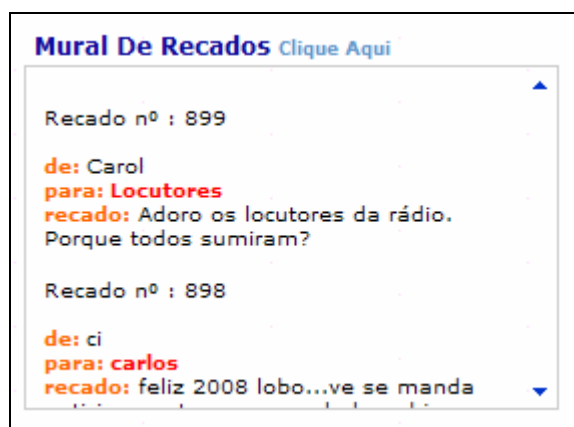 Mural De Recados Clique Aqui
Recado nº : 899
de: Carol
para: Locutores
recado: Adoro os locutores da rádio.
Porque todos sumiram?
Recado nº : 898
de: ci
para: carlos
recado: feliz 2008 lobo...ve se manda